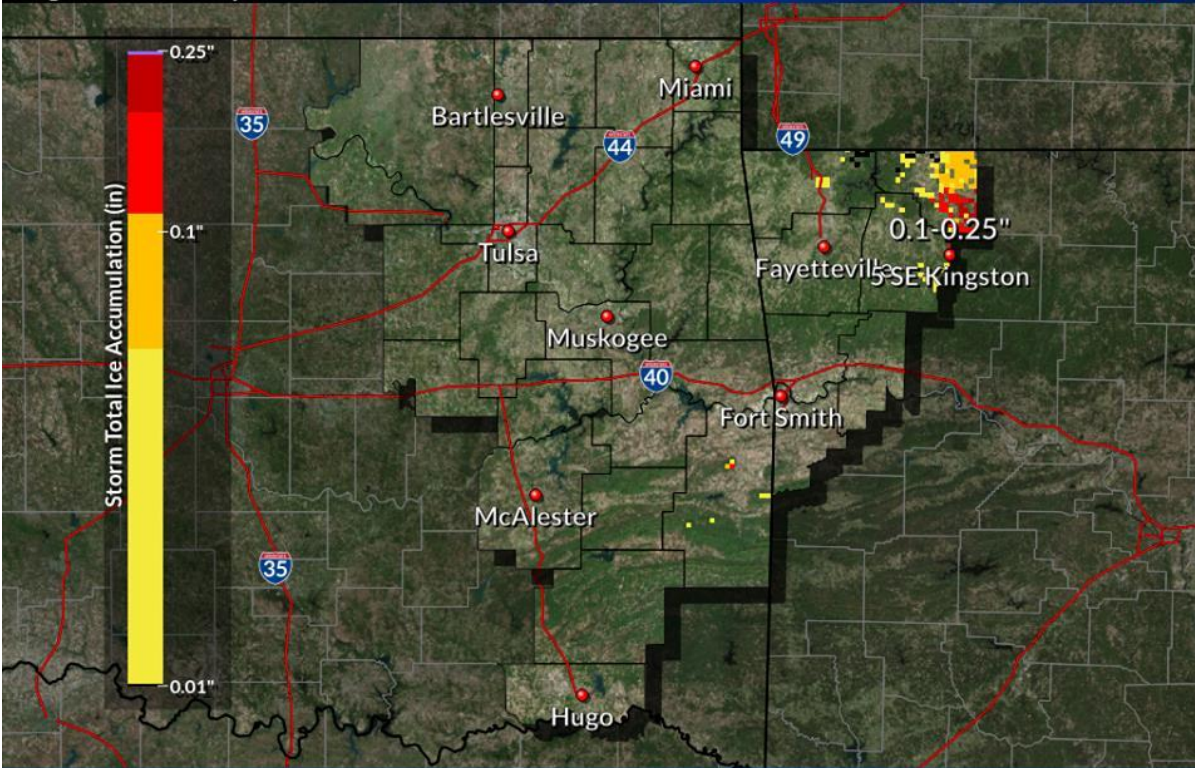 0.25"
Storm Total Ice Accumulation (in)
0.1"
0.01"
35
44
49
40
35
Miami
Bartlesville
Tulsa
0.1-0.25"
Fayetteville
5 SE Kingston
Muskogee
Fort Smith
McAlester
Hugo